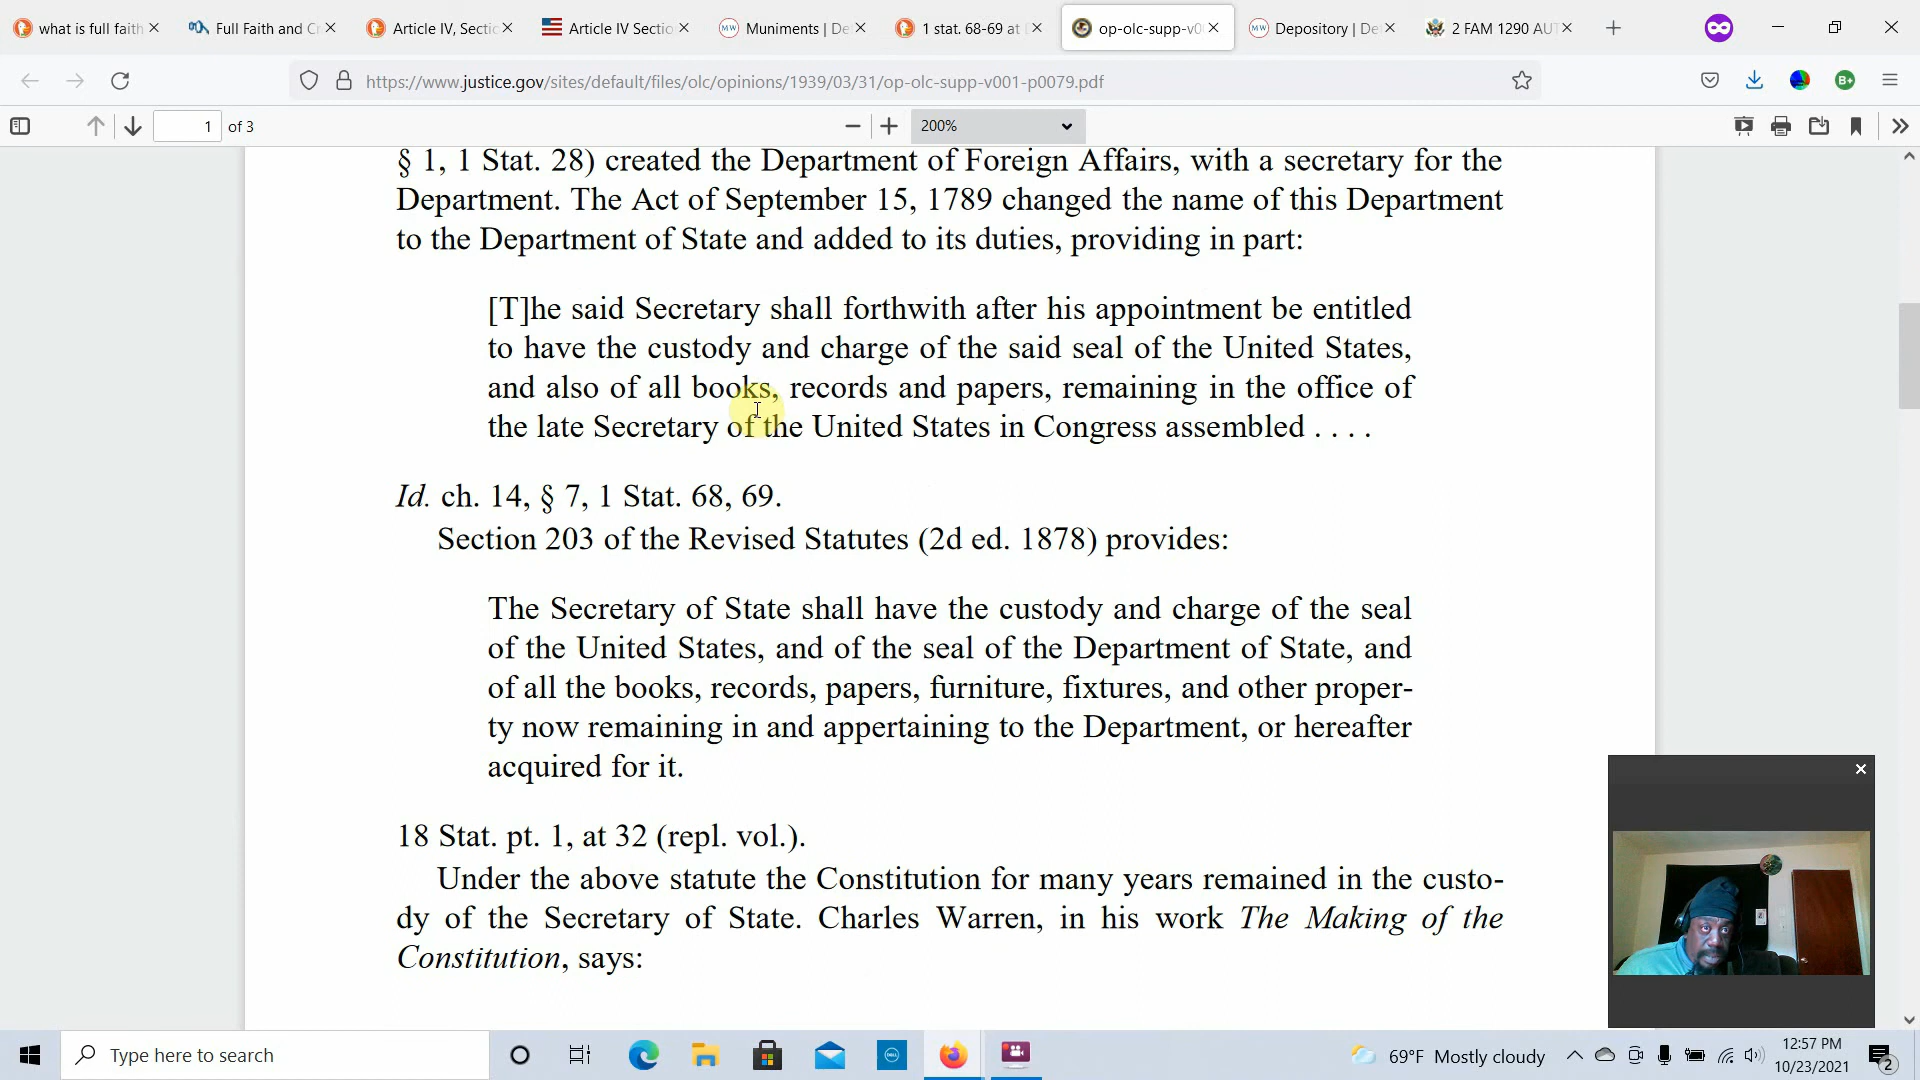 what is full faith
Full Faith and Cr
Article IV, Sectio
Article IV Sectio
MW Muniments | De
1 stat. 68-69 at D
op-olc-supp-v0
MW Depository | De
2 FAM 1290 AUT
https://www.justice.gov/sites/default/files/olc/opinions/1939/03/31/op-olc-supp-v001-p0079.pdf
B+
1 of 3
200%
§ 1, 1 Stat. 28) created the Department of Foreign Affairs, with a secretary for the
Department. The Act of September 15, 1789 changed the name of this Department
to the Department of State and added to its duties, providing in part:
[T]he said Secretary shall forthwith after his appointment be entitled
to have the custody and charge of the said seal of the United States,
and also of all books, records and papers, remaining in the office of
the late Secretary of the United States in Congress assembled . . . .
Id. ch. 14, § 7, 1 Stat. 68, 69.
Section 203 of the Revised Statutes (2d ed. 1878) provides:
The Secretary of State shall have the custody and charge of the seal
of the United States, and of the seal of the Department of State, and
of all the books, records, papers, furniture, fixtures, and other proper-
ty now remaining in and appertaining to the Department, or hereafter
acquired for it.
18 Stat. pt. 1, at 32 (repl. vol.).
Under the above statute the Constitution for many years remained in the custo-
dy of the Secretary of State. Charles Warren, in his work The Making of the
Constitution, says:
Type here to search
DELL
69°F Mostly cloudy
12:57 PM
10/23/2021
2